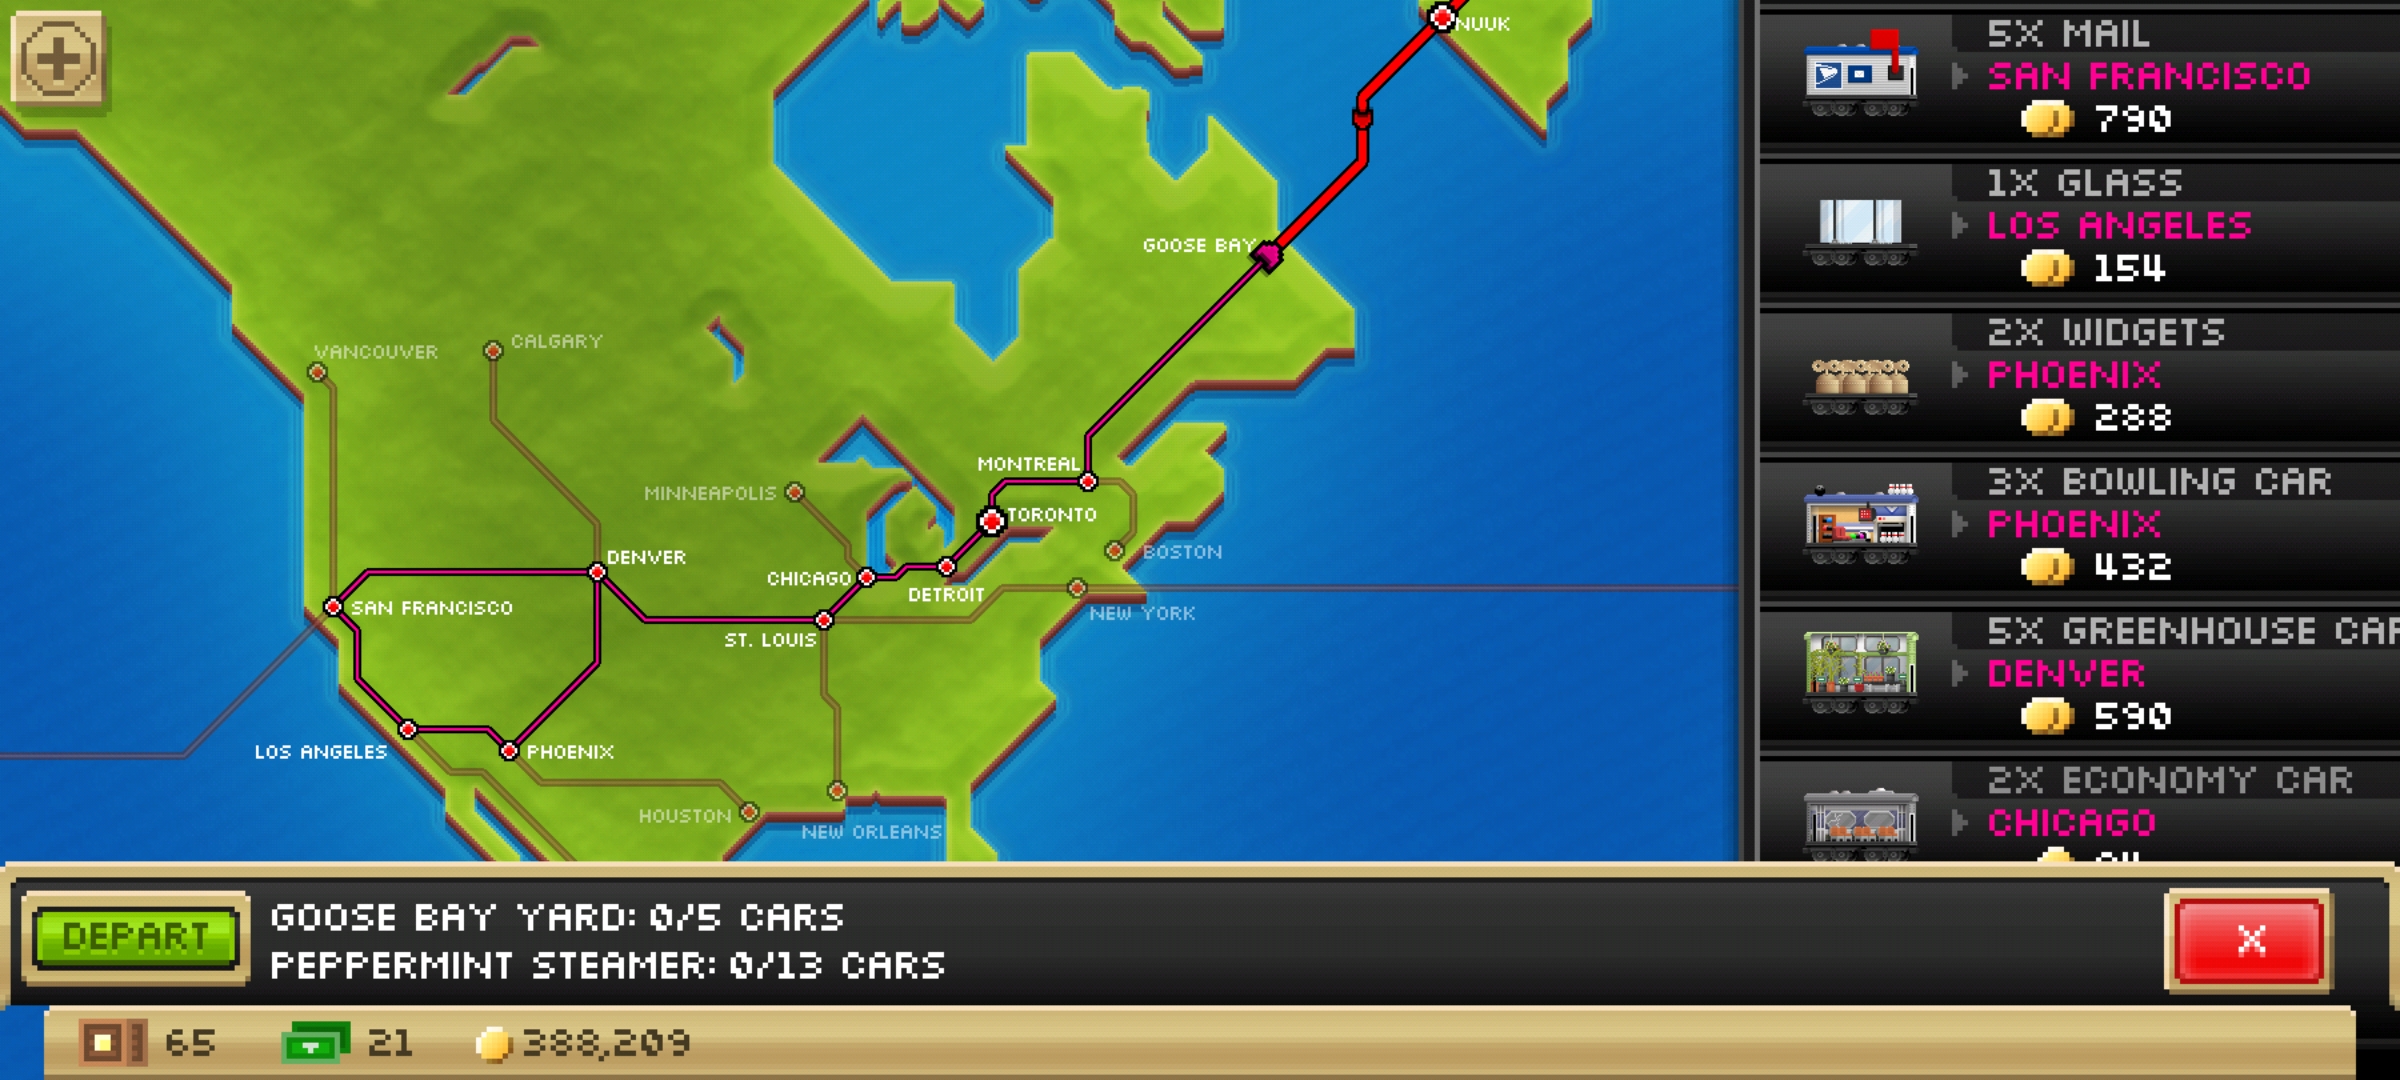 NUUK
GOOSE BAY
VANCOUVER
CALGARY
MINNEAPOLIS
MONTREAL
TORONTO
BOSTON
DENVER
CHICAGO
DETROIT
NEW YORK
SAN FRANCISCO
ST. LOUIS
LOS ANGELES
PHOENIX
HOUSTON
NEW ORLEANS
5X MAIL
SAN FRANCISCO
790
1X GLASS
LOS ANGELES
154
2X WIDGETS
PHOENIX
288
3X BOWLING CAR
PHOENIX
432
5X GREENHOUSE CAR
DENVER
590
2X ECONOMY CAR
CHICAGO
DEPART
GOOSE BAY YARD: 0/5 CARS
PEPPERMINT STEAMER: 0/13 CARS
X
65
21
388,209